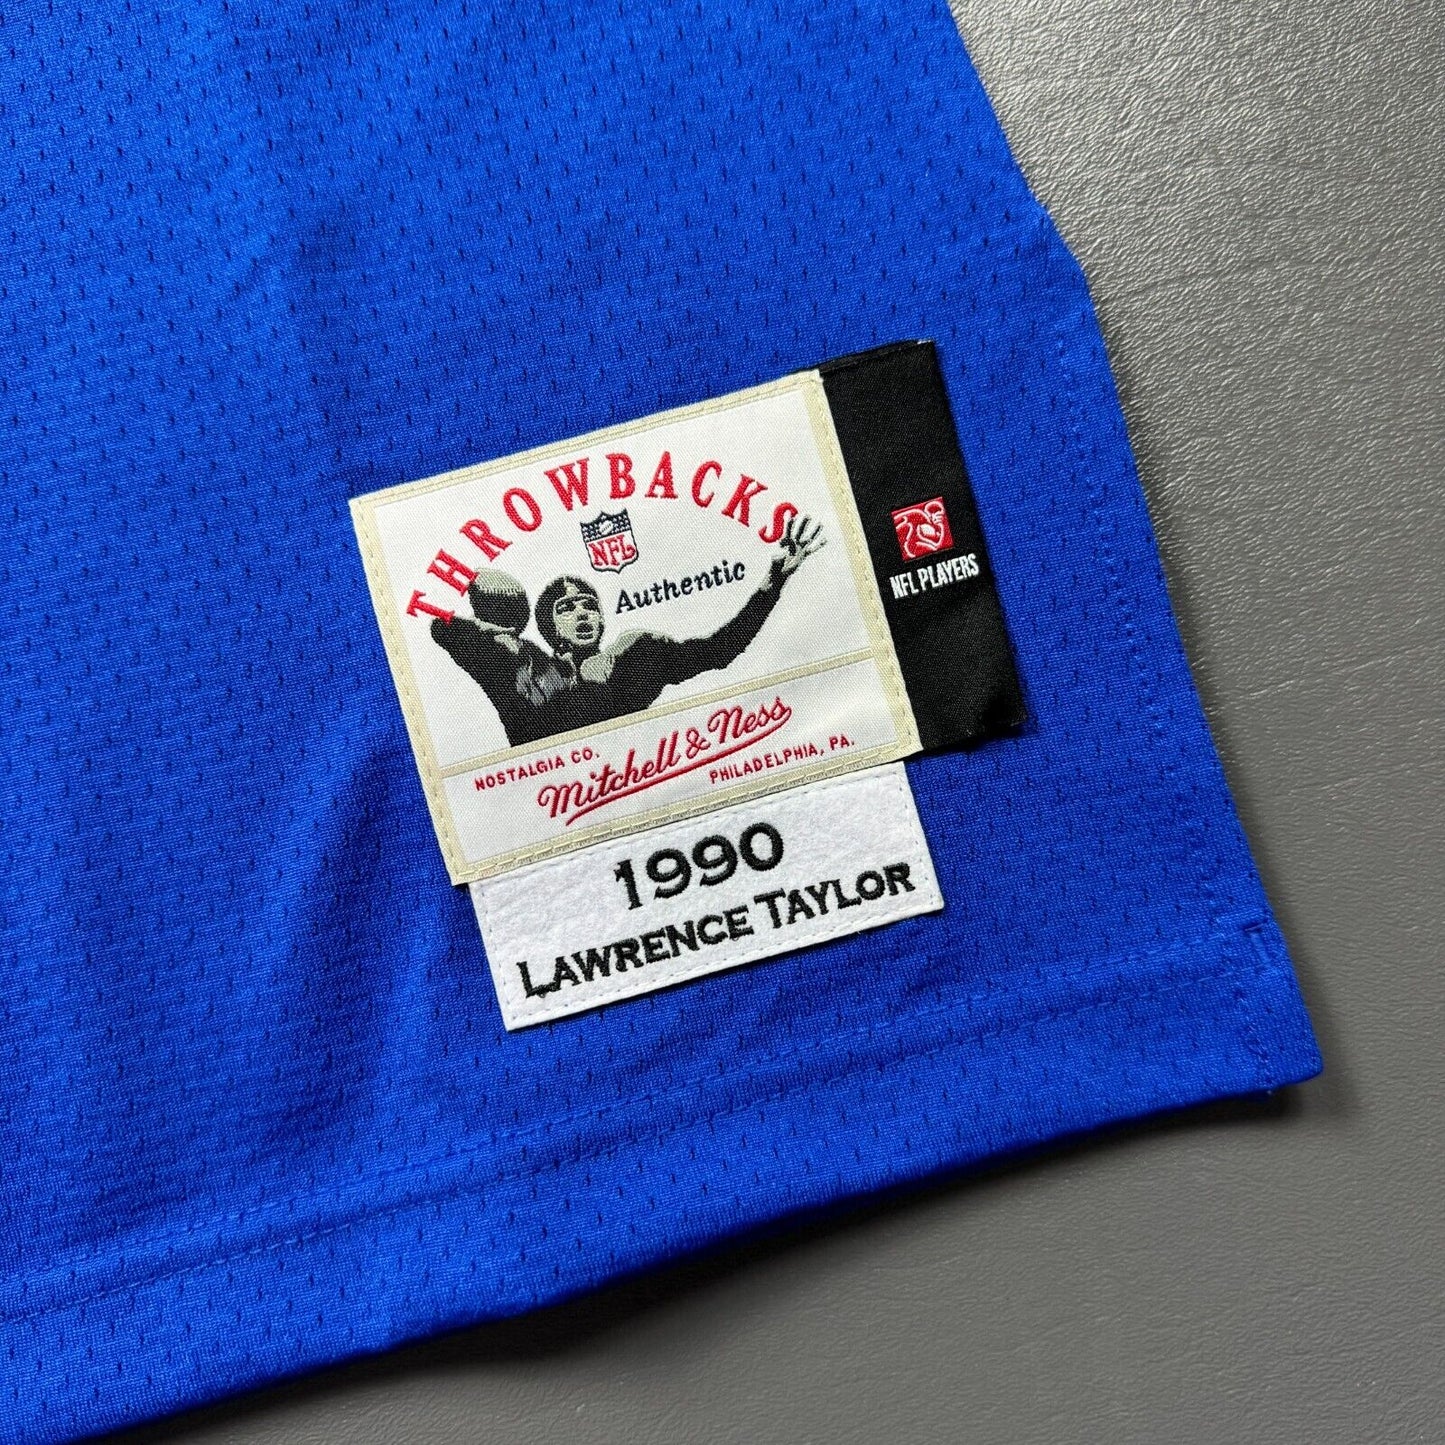 THROWBACKS
NFL
Authentic
NFL PLAYERS
NOSTALGIA CO. Mitchell & Ness PHILADELPHIA, PA.
1990
LAWRENCE TAYLOR